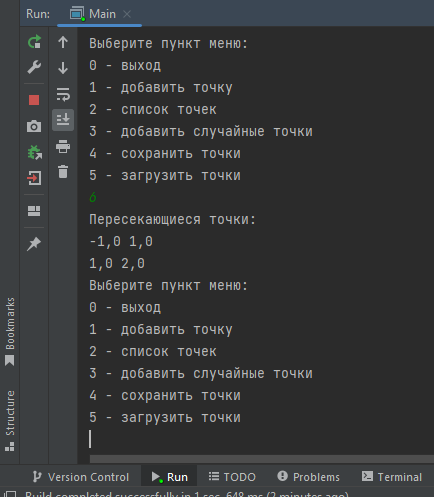 Run:
Main
Выберите пункт меню:
0 - выход
1 - добавить точку
2 - список точек
3 - добавить случайные точки
4 - сохранить точки
5 - загрузить точки
6
Пересекающиеся точки:
-1,0 1,0
1,0 2,0
Выберите пункт меню:
0 - выход
1 - добавить точку
2 - список точек
3 - добавить случайные точки
4 - сохранить точки
5 - загрузить точки
Bookmarks
Structure
Version Control
Run
TODO
Problems
Terminal
Build completed successfully in 1 sec, 648 ms (2 minutes ago)